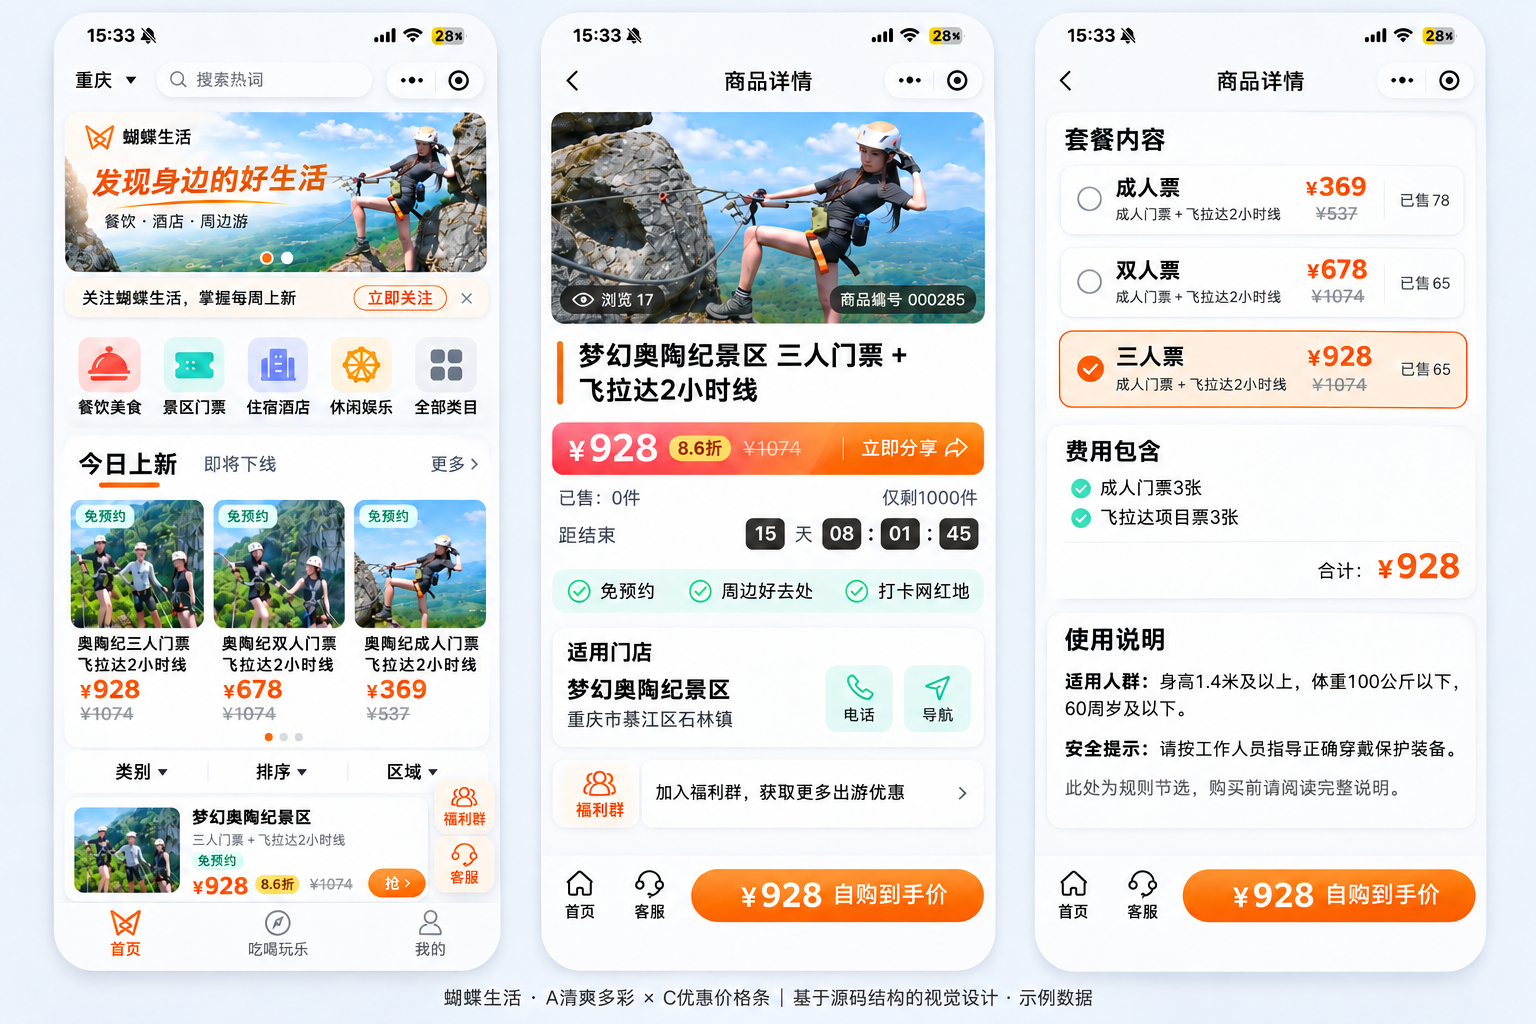 15:33
28%
重庆
搜索热词
蝴蝶生活
发现身边的好生活
餐饮 · 酒店 · 周边游
关注蝴蝶生活，掌握每周上新
立即关注
餐饮美食
景区门票
住宿酒店
休闲娱乐
全部类目
今日上新
即将下线
更多
免预约
免预约
免预约
奥陶纪三人门票
飞拉达2小时线
¥928
¥1074
奥陶纪双人门票
飞拉达2小时线
¥678
¥1074
奥陶纪成人门票
飞拉达2小时线
¥369
¥537
类别
排序
区域
梦幻奥陶纪景区
三人门票 + 飞拉达2小时线
免预约
¥928 8.6折 ¥1074
抢
福利群
客服
首页
吃喝玩乐
我的
15:33
28%
商品详情
浏览 17
商品编号 000285
梦幻奥陶纪景区 三人门票 +
飞拉达2小时线
¥928 8.6折 ¥1074
立即分享
已售：0件
仅剩1000件
距结束
15 天 08 : 01 : 45
免预约
周边好去处
打卡网红地
适用门店
梦幻奥陶纪景区
重庆市綦江区石林镇
电话
导航
福利群
加入福利群，获取更多出游优惠
首页
客服
¥928 自购到手价
15:33
28%
商品详情
套餐内容
成人票
成人门票 + 飞拉达2小时线
¥369
¥537
已售 78
双人票
成人门票 + 飞拉达2小时线
¥678
¥1074
已售 65
三人票
成人门票 + 飞拉达2小时线
¥928
¥1074
已售 65
费用包含
成人门票3张
飞拉达项目票3张
合计：¥928
使用说明
适用人群：身高1.4米及以上，体重100公斤以下，
60周岁及以下。
安全提示：请按工作人员指导正确穿戴保护装备。
此处为规则节选，购买前请阅读完整说明。
首页
客服
¥928 自购到手价
蝴蝶生活 · A清爽多彩 × C优惠价格条｜基于源码结构的视觉设计 · 示例数据